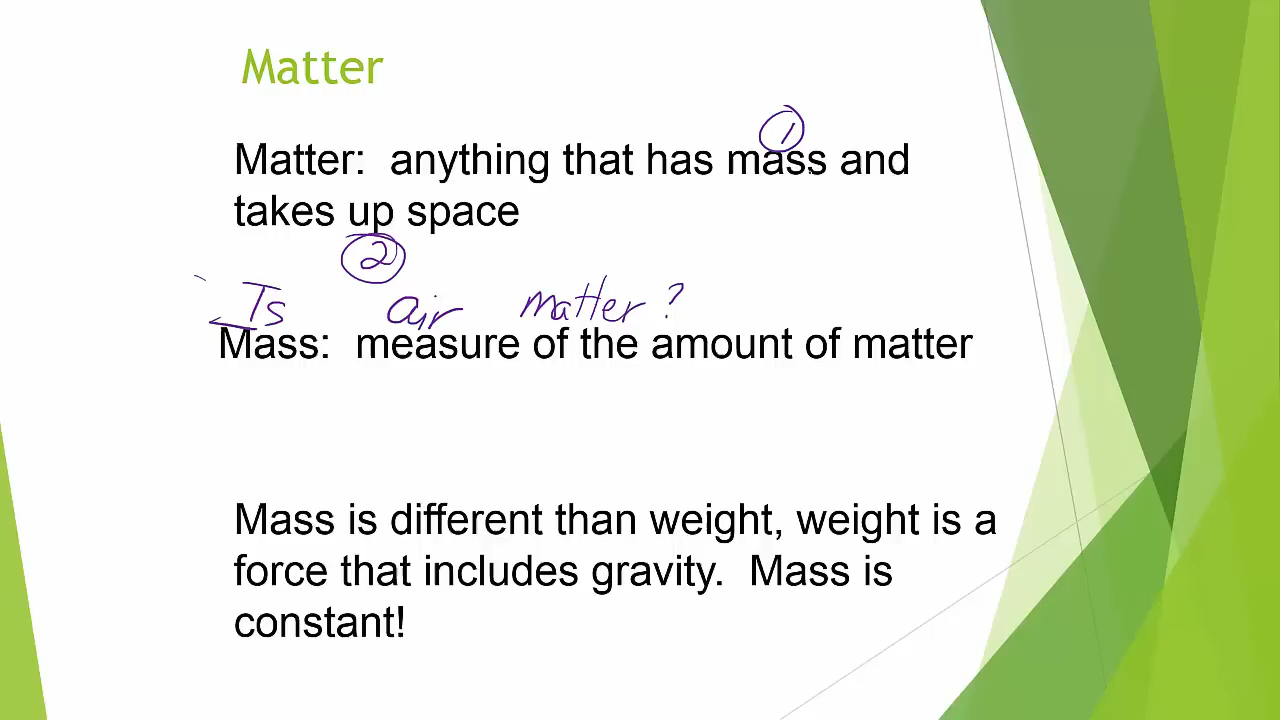 Matter
1
Matter: anything that has mass and
takes up space
2
Is air matter?
Mass: measure of the amount of matter
Mass is different than weight, weight is a
force that includes gravity. Mass is
constant!